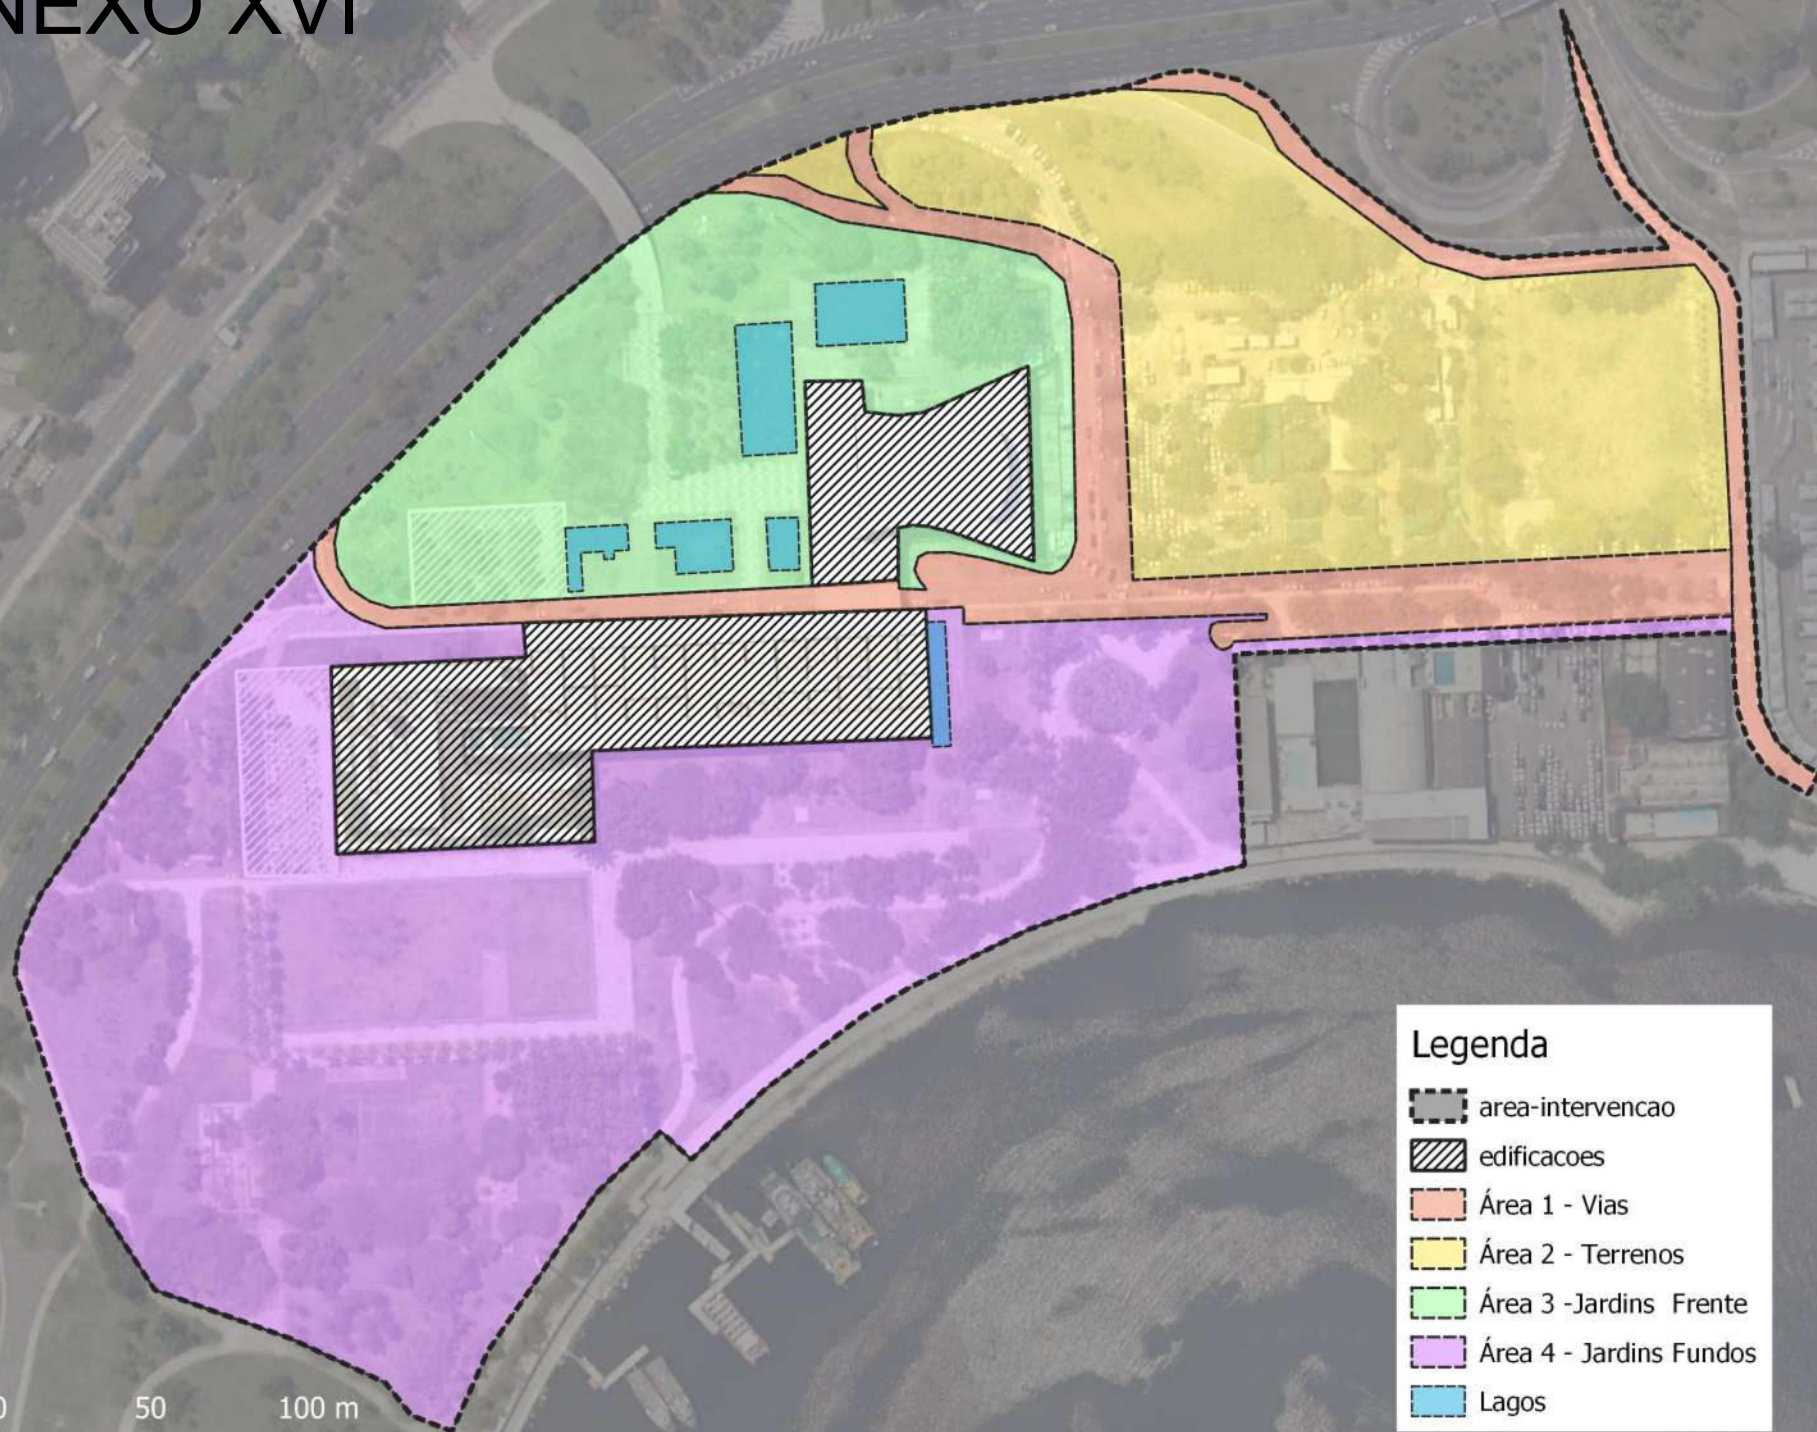 NEXO XVI
Legenda
area-intervencao
edificacoes
Área 1 - Vias
Área 2 - Terrenos
Área 3 -Jardins Frente
Área 4 - Jardins Fundos
Lagos
0 50 100 m